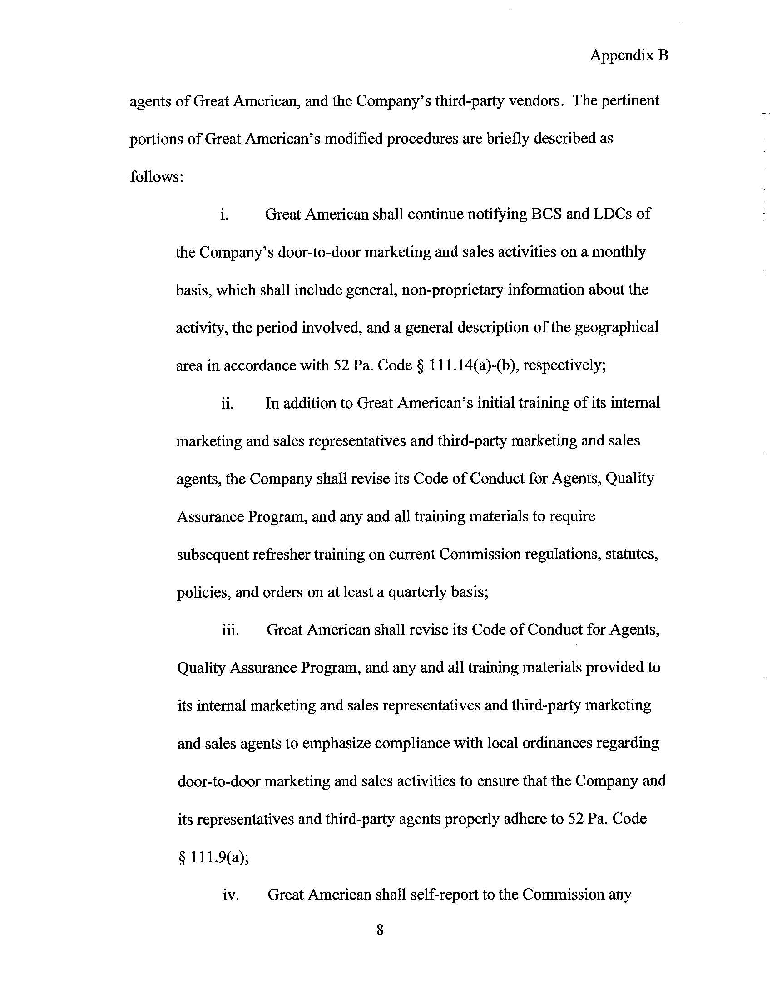 Appendix B
agents of Great American, and the Company's third-party vendors.  The pertinent
portions of Great American's modified procedures are briefly described as
follows:
i. Great American shall continue notifying BCS and LDCs of
the Company's door-to-door marketing and sales activities on a monthly
basis, which shall include general, non-proprietary information about the
activity, the period involved, and a general description of the geographical
area in accordance with 52 Pa. Code § 111.14(a)-(b), respectively;
ii. In addition to Great American's initial training of its internal
marketing and sales representatives and third-party marketing and sales
agents, the Company shall revise its Code of Conduct for Agents, Quality
Assurance Program, and any and all training materials to require
subsequent refresher training on current Commission regulations, statutes,
policies, and orders on at least a quarterly basis;
iii. Great American shall revise its Code of Conduct for Agents,
Quality Assurance Program, and any and all training materials provided to
its internal marketing and sales representatives and third-party marketing
and sales agents to emphasize compliance with local ordinances regarding
door-to-door marketing and sales activities to ensure that the Company and
its representatives and third-party agents properly adhere to 52 Pa. Code
§ 111.9(a);
iv. Great American shall self-report to the Commission any
8